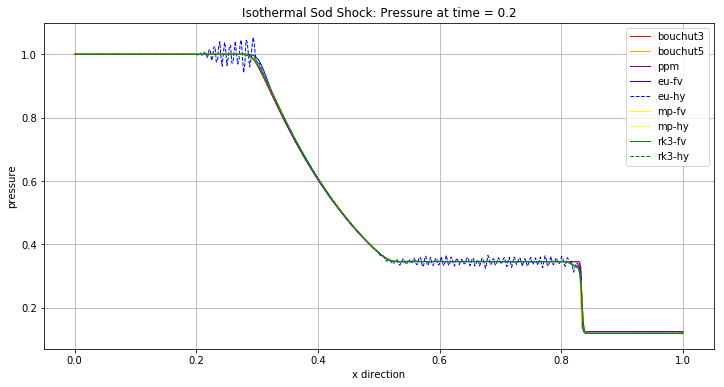 Isothermal Sod Shock: Pressure at time = 0.2
pressure
1.0
0.8
0.6
0.4
0.2
bouchut3
bouchut5
ppm
eu-fv
eu-hy
mp-fv
mp-hy
rk3-fv
rk3-hy
0.0
0.2
0.4
0.6
0.8
1.0
x direction